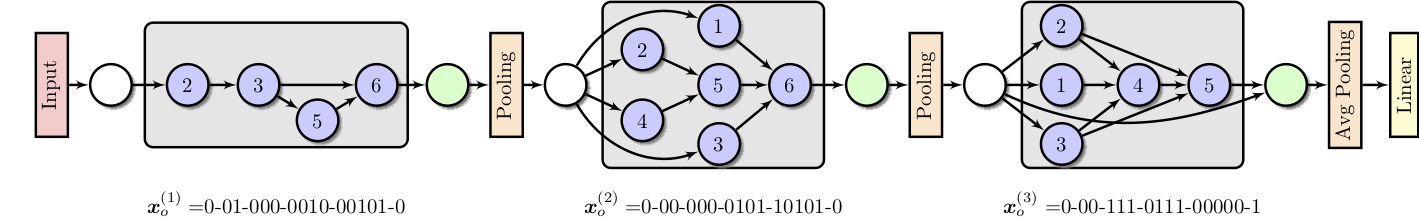 Input
2
3
5
6
Pooling
1
2
5
6
4
3
Pooling
2
1
4
5
3
Avg Pooling
Linear
x_o^(1) =0-01-000-0010-00101-0
x_o^(2) =0-00-000-0101-10101-0
x_o^(3) =0-00-111-0111-00000-1